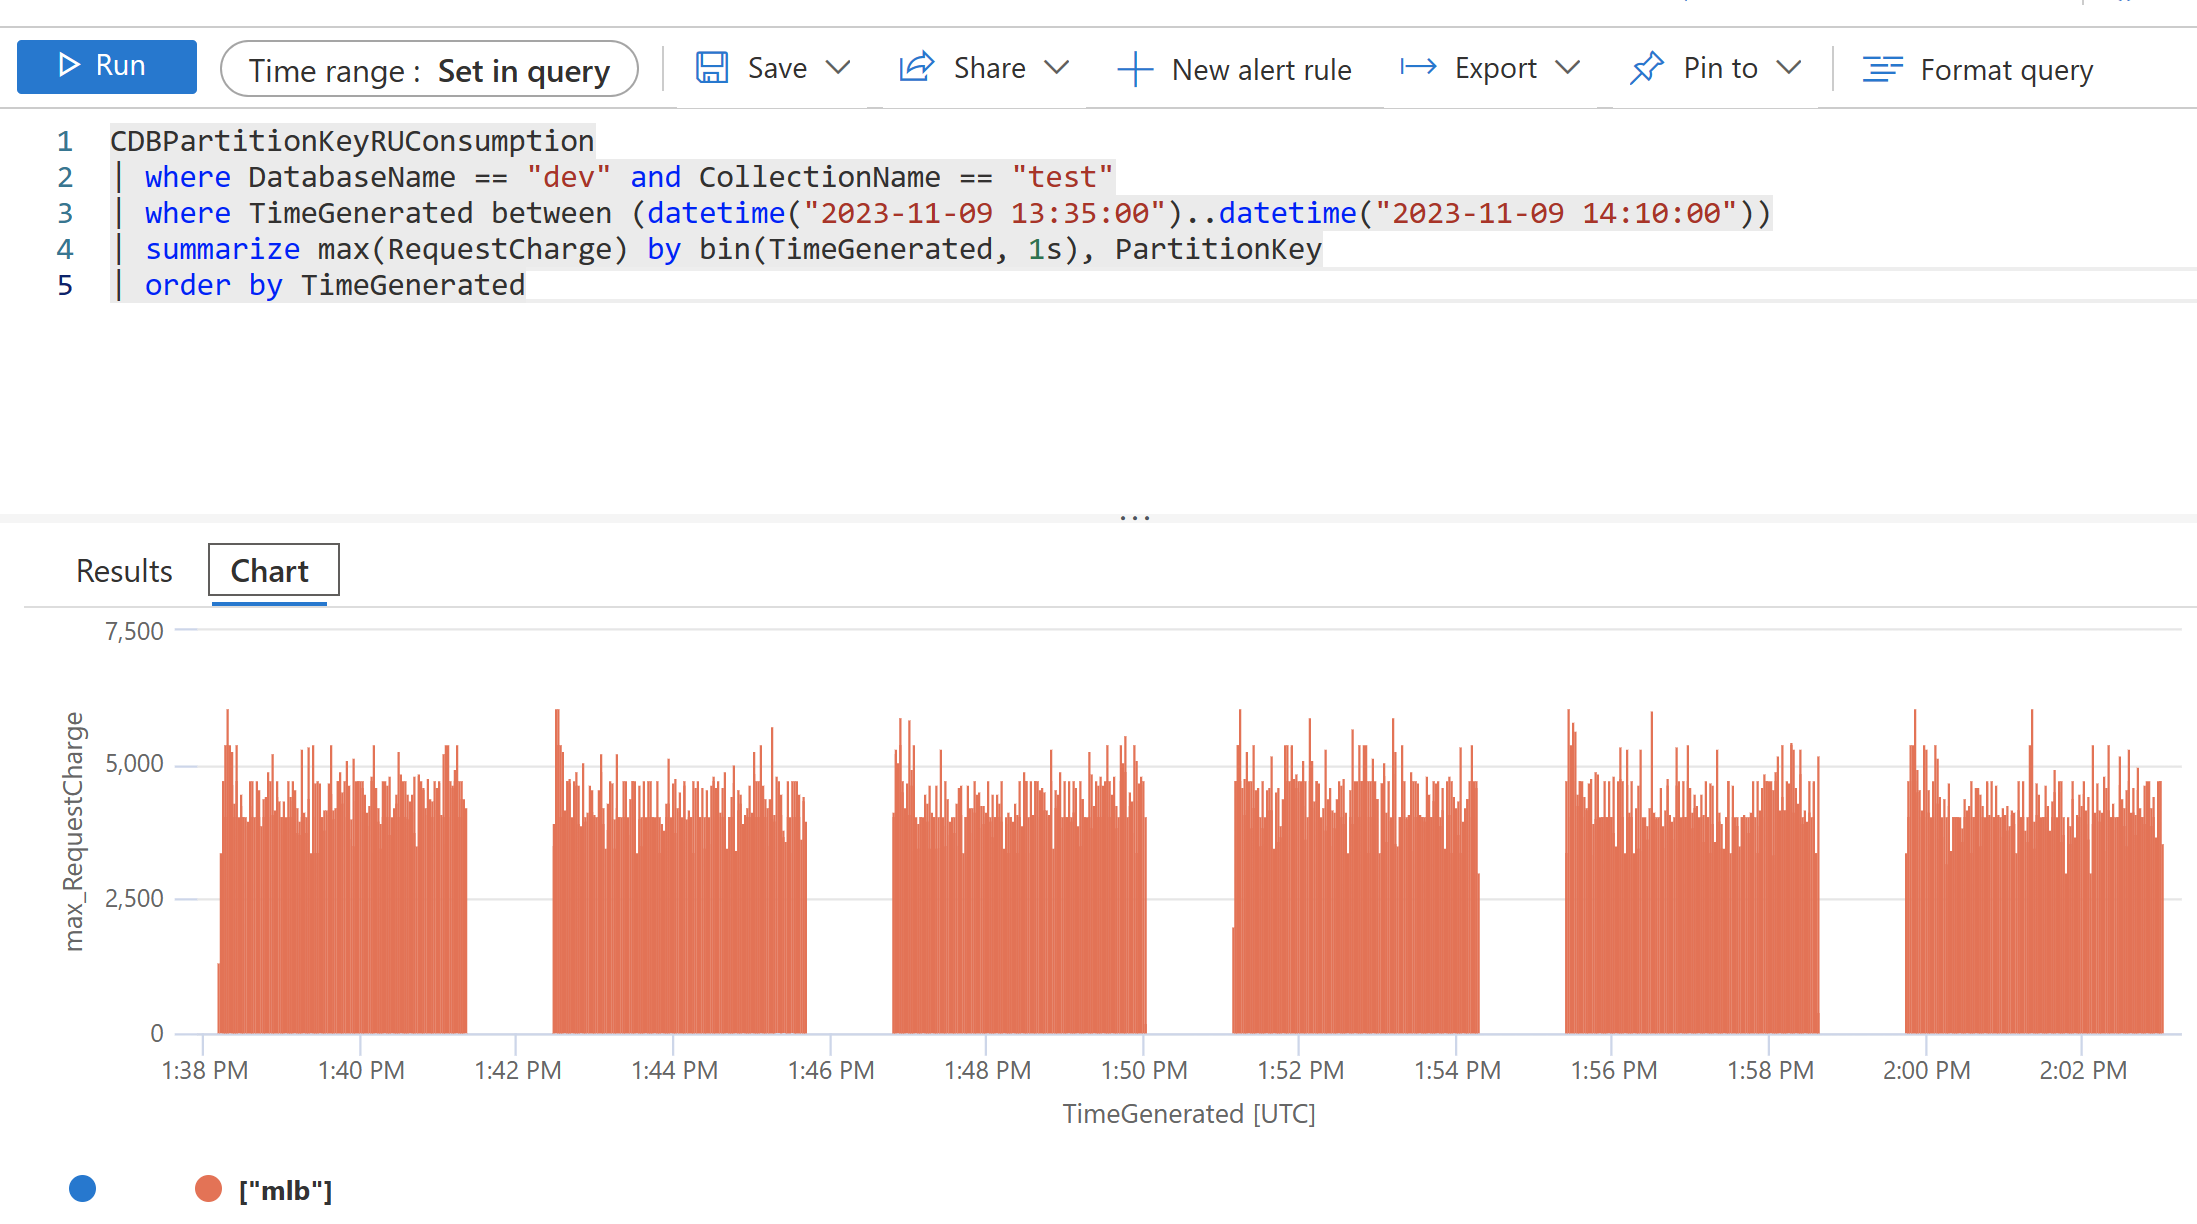 Run Time range : Set in query Save Share New alert rule Export Pin to Format query
1 CDBPartitionKeyRUConsumption
2 | where DatabaseName == "dev" and CollectionName == "test"
3 | where TimeGenerated between (datetime("2023-11-09 13:35:00")..datetime("2023-11-09 14:10:00"))
4 | summarize max(RequestCharge) by bin(TimeGenerated, 1s), PartitionKey
5 | order by TimeGenerated
...
Results Chart
7,500
5,000
2,500
0
max_RequestCharge
1:38 PM 1:40 PM 1:42 PM 1:44 PM 1:46 PM 1:48 PM 1:50 PM 1:52 PM 1:54 PM 1:56 PM 1:58 PM 2:00 PM 2:02 PM
TimeGenerated [UTC]
["mlb"]